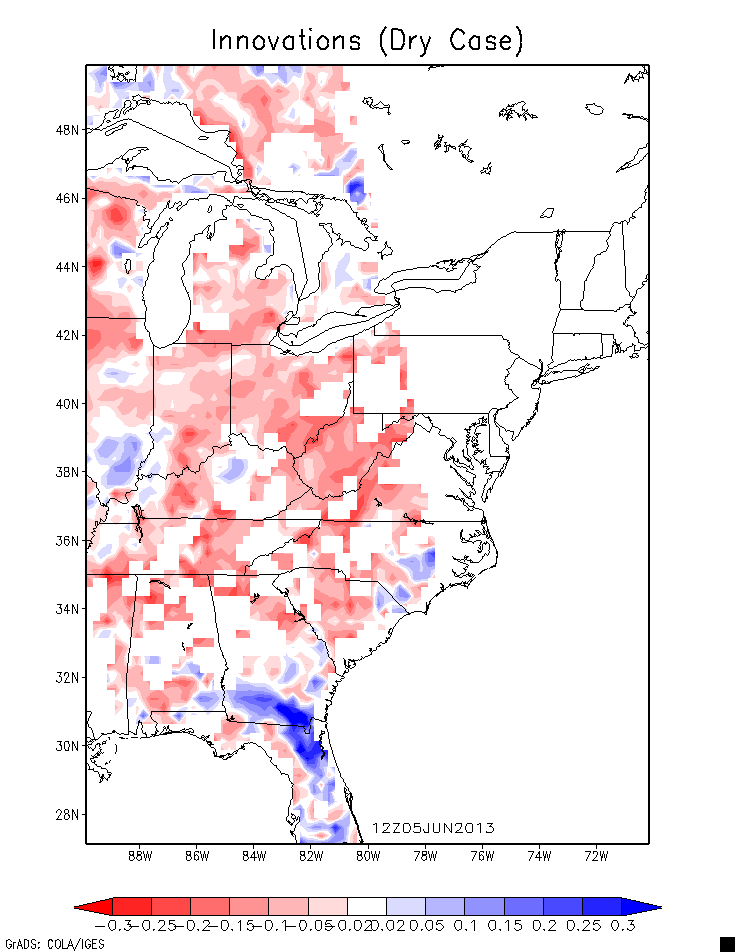 Innovations (Dry Case)
48N
46N
44N
42N
40N
38N
36N
34N
32N
30N
28N
12Z05JUN2013
88W 86W 84W 82W 80W 78W 76W 74W 72W
-0.3 -0.25 -0.2 -0.15 -0.1 -0.05 -0.02 0.02 0.05 0.1 0.15 0.2 0.25 0.3
GrADS: COLA/IGES